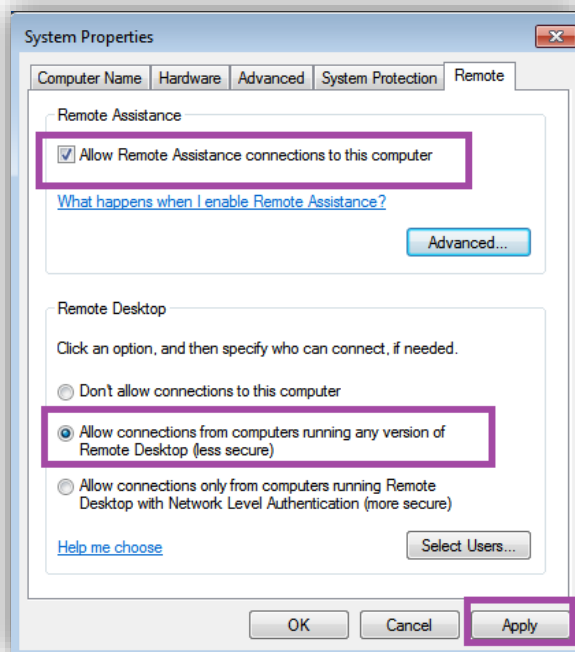 System Properties
Computer Name Hardware Advanced System Protection Remote
Remote Assistance
Allow Remote Assistance connections to this computer
What happens when I enable Remote Assistance?
Advanced...
Remote Desktop
Click an option, and then specify who can connect, if needed.
Don't allow connections to this computer
Allow connections from computers running any version of
Remote Desktop (less secure)
Allow connections only from computers running Remote
Desktop with Network Level Authentication (more secure)
Help me choose Select Users...
OK Cancel Apply